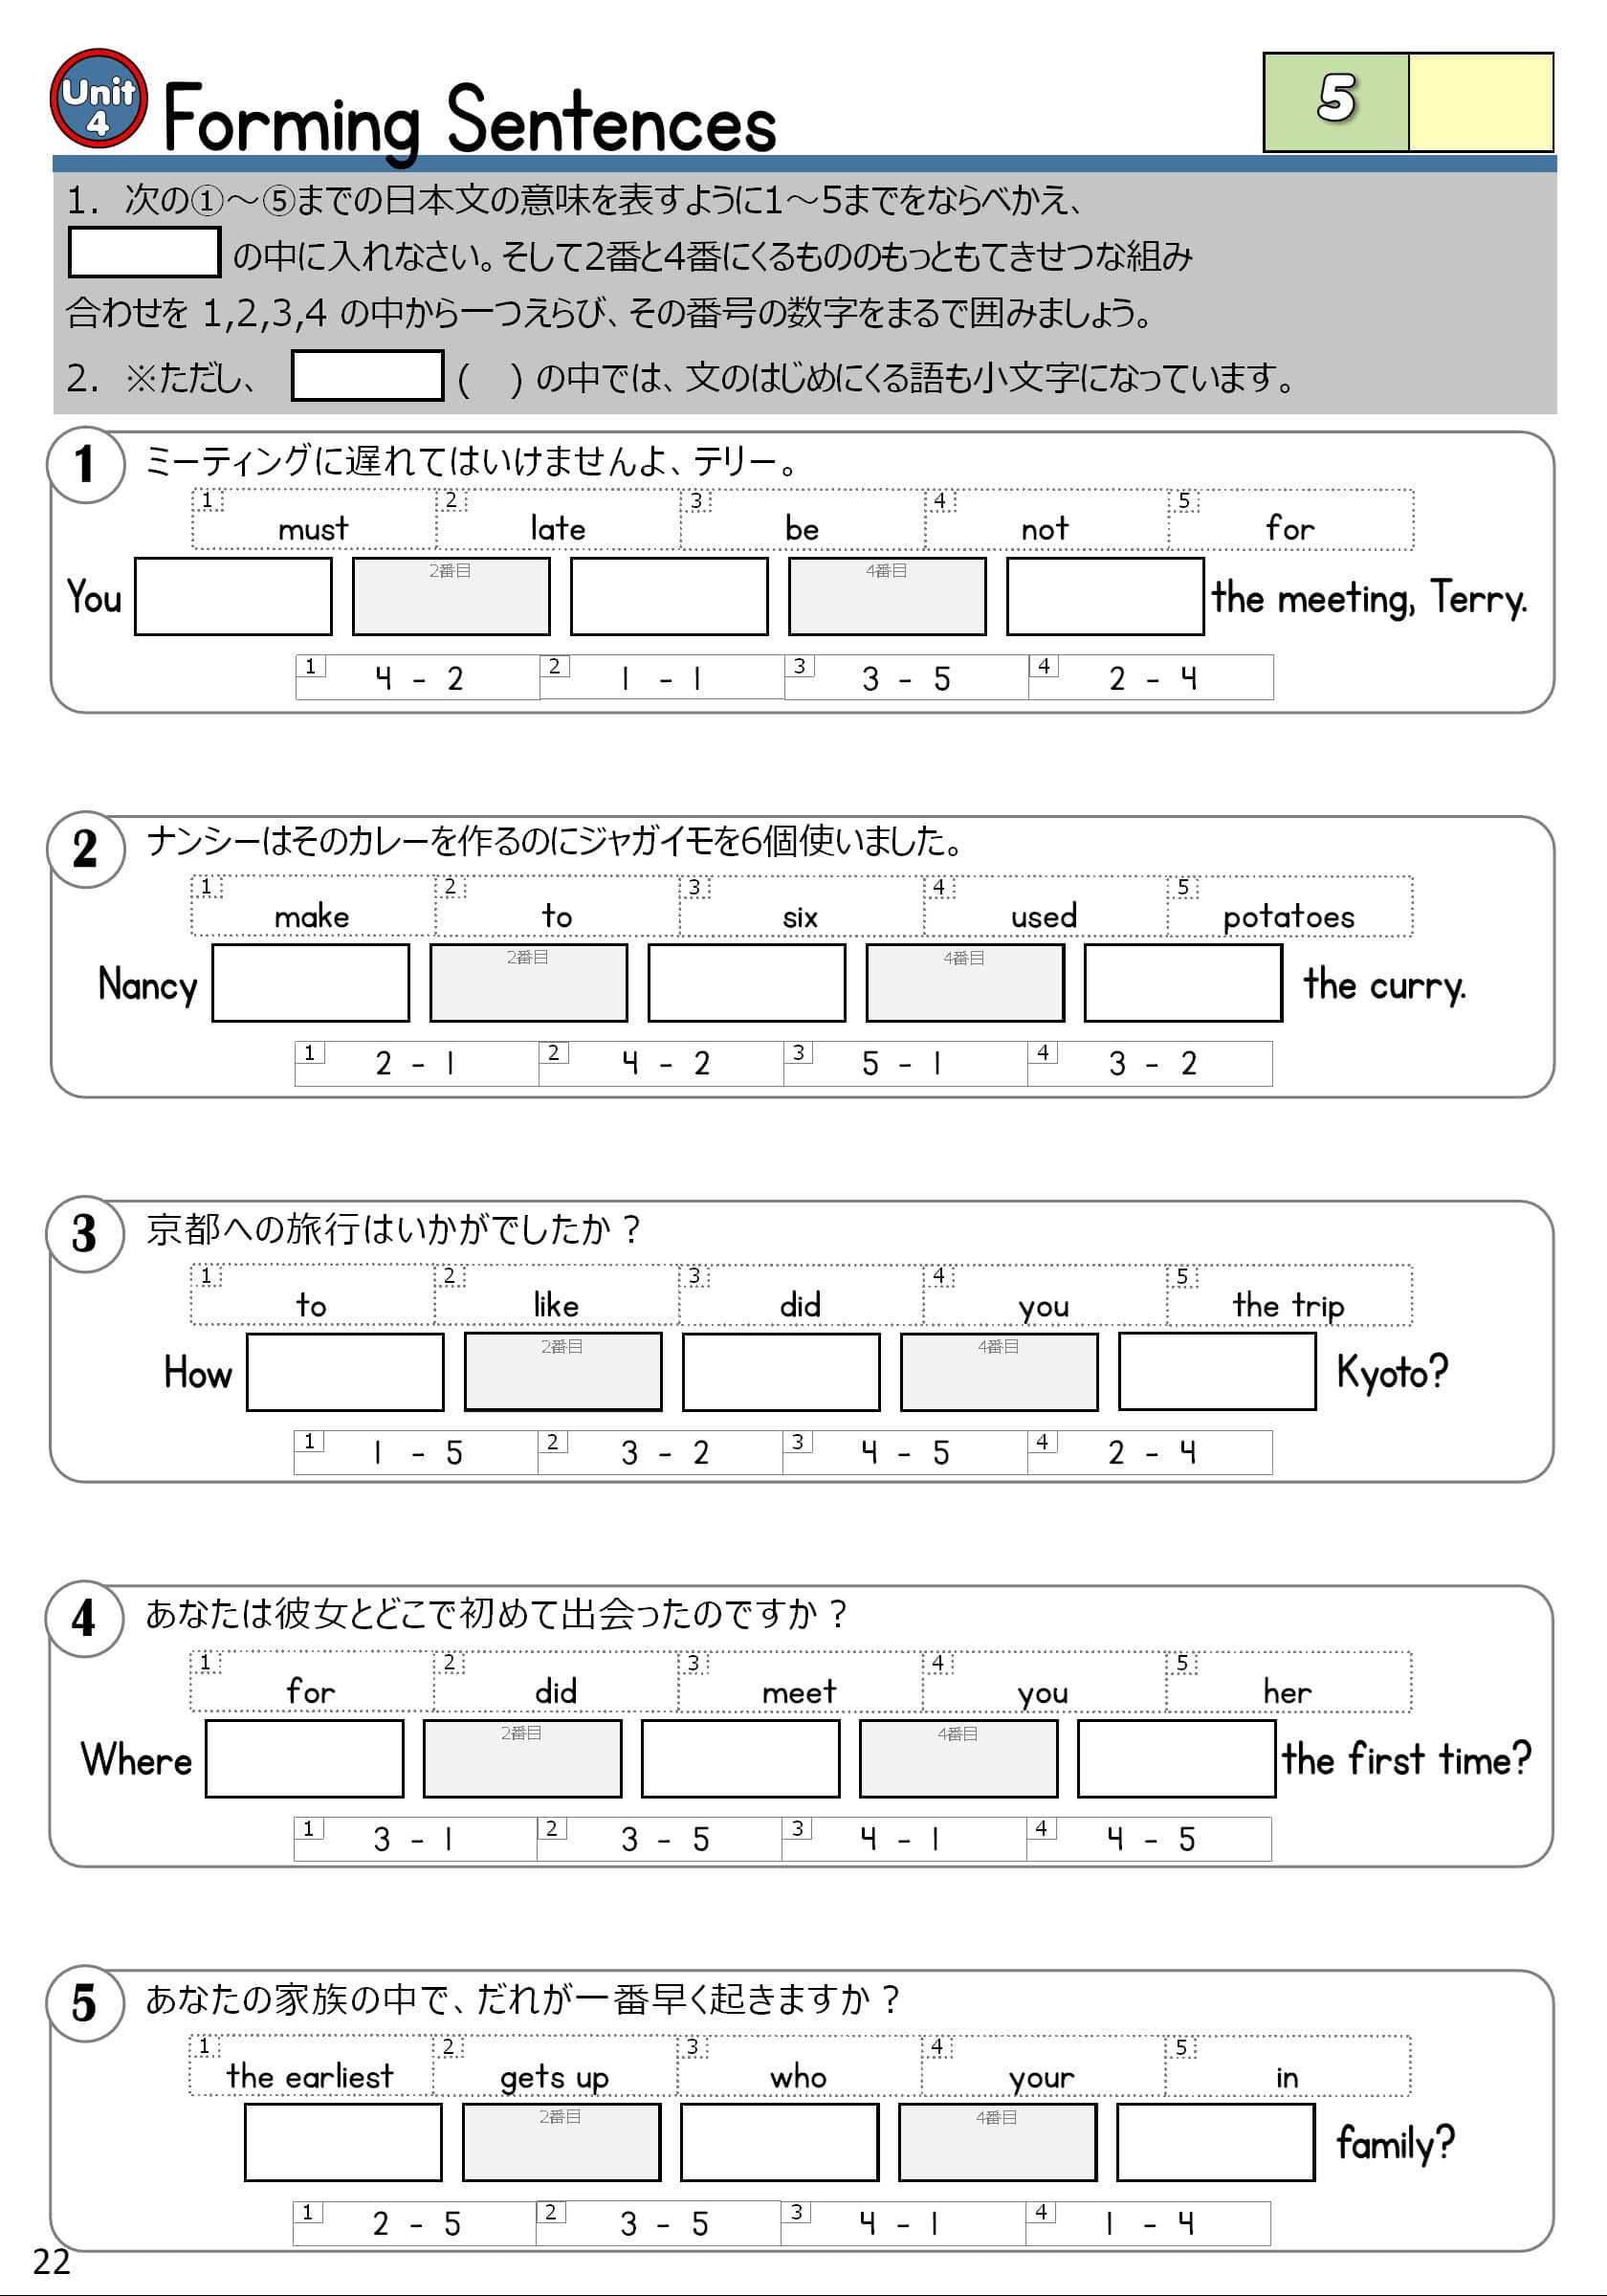 Unit
4
Forming Sentences
5
1. 次の①～⑤までの日本文の意味を表すように1～5までをならべかえ、
の中に入れなさい。そして2番と4番にくるもののもっともてきせつな組み
合わせを 1,2,3,4 の中から一つえらび、その番号の数字をまるで囲みましょう。
2. ※ただし、 ( ) の中では、文のはじめにくる語も小文字になっています。
1 ミーティングに遅れてはいけませんよ、テリー。
1 must 2 late 3 be 4 not 5 for
2番目 4番目
You the meeting, Terry.
1 4 - 2 2 1 - 1 3 3 - 5 4 2 - 4
2 ナンシーはそのカレーを作るのにジャガイモを6個使いました。
1 make 2 to 3 six 4 used 5 potatoes
2番目 4番目
Nancy the curry.
1 2 - 1 2 4 - 2 3 5 - 1 4 3 - 2
3 京都への旅行はいかがでしたか？
1 to 2 like 3 did 4 you 5 the trip
2番目 4番目
How Kyoto?
1 1 - 5 2 3 - 2 3 4 - 5 4 2 - 4
4 あなたは彼女とどこで初めて出会ったのですか？
1 for 2 did 3 meet 4 you 5 her
2番目 4番目
Where the first time?
1 3 - 1 2 3 - 5 3 4 - 1 4 4 - 5
5 あなたの家族の中で、だれが一番早く起きますか？
1 the earliest 2 gets up 3 who 4 your 5 in
2番目 4番目
family?
1 2 - 5 2 3 - 5 3 4 - 1 4 1 - 4
22